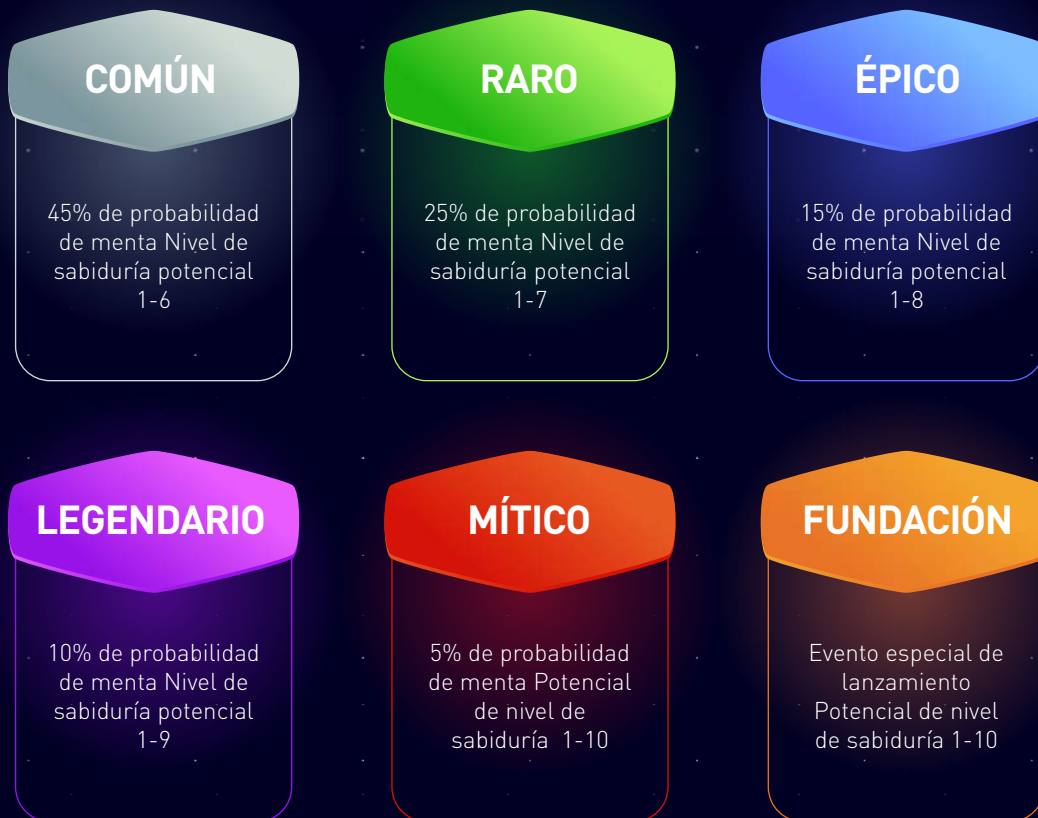 COMÚN
45% de probabilidad
de menta Nivel de
sabiduría potencial
1-6
RARO
25% de probabilidad
de menta Nivel de
sabiduría potencial
1-7
ÉPICO
15% de probabilidad
de menta Nivel de
sabiduría potencial
1-8
LEGENDARIO
10% de probabilidad
de menta Nivel de
sabiduría potencial
1-9
MÍTICO
5% de probabilidad
de menta Potencial
de nivel de
sabiduría 1-10
FUNDACIÓN
Evento especial de
lanzamiento
Potencial de nivel
de sabiduría 1-10